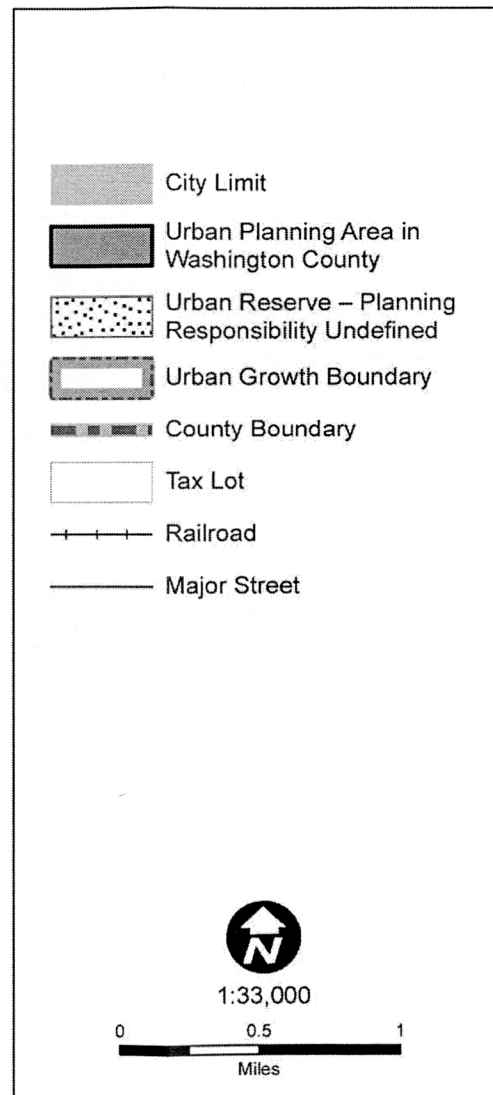 City Limit
Urban Planning Area in
Washington County
Urban Reserve – Planning
Responsibility Undefined
Urban Growth Boundary
County Boundary
Tax Lot
Railroad
Major Street
N
1:33,000
0 0.5 1
Miles